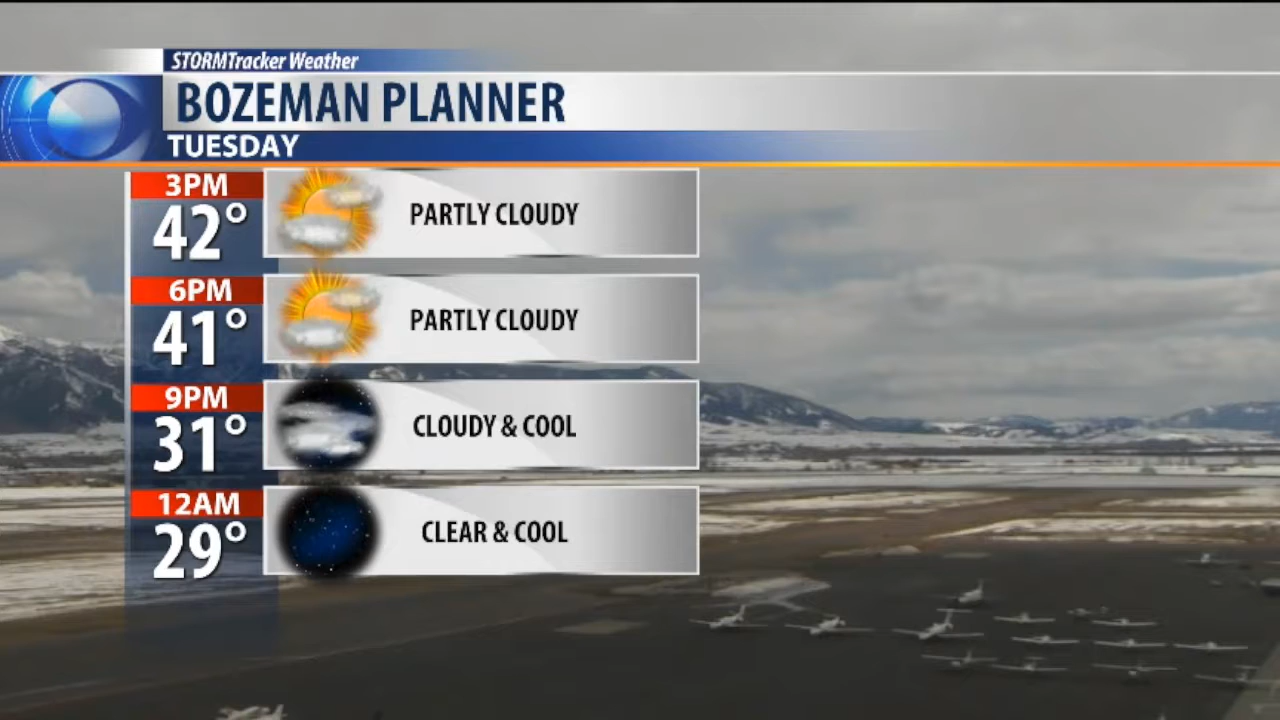 STORMTracker Weather
BOZEMAN PLANNER
TUESDAY
3PM
42°
PARTLY CLOUDY
6PM
41°
PARTLY CLOUDY
9PM
31°
CLOUDY & COOL
12AM
29°
CLEAR & COOL